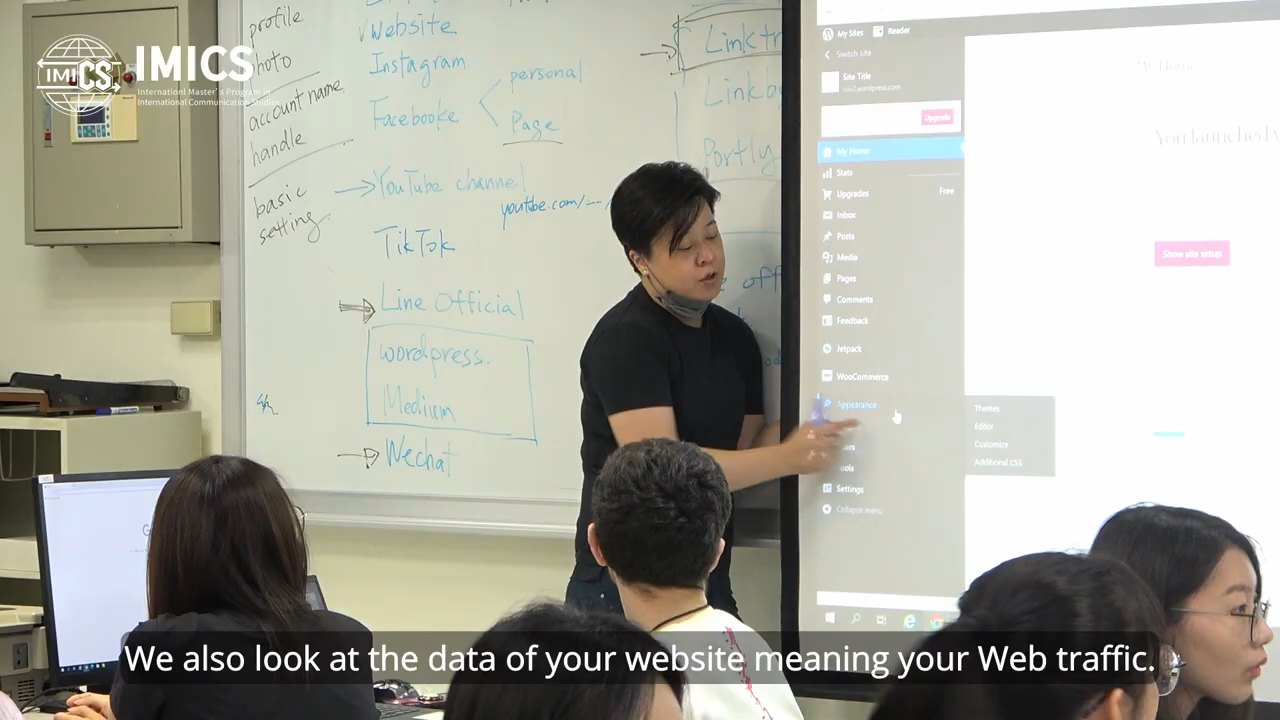 IMICS
IMICS
International Master's Program in
International Communication Studies
profile
photo
account name
handle
basic
setting
website
Instagram
Facebooke
personal
Page
YouTube channel
youtube.com/
TikTok
Line Official
wordpress.
Medium
Wechat
Portly
My Sites
Reader
Switch site
Site Title
Upgrade
My Home
Stats
Upgrades
Free
Inbox
Posts
Media
Pages
Comments
Feedback
Jetpack
WooCommerce
Appearance
Themes
Editor
Customize
Additional CSS
Settings
Collapse menu
My Home
Show site setup
We also look at the data of your website meaning your Web traffic.